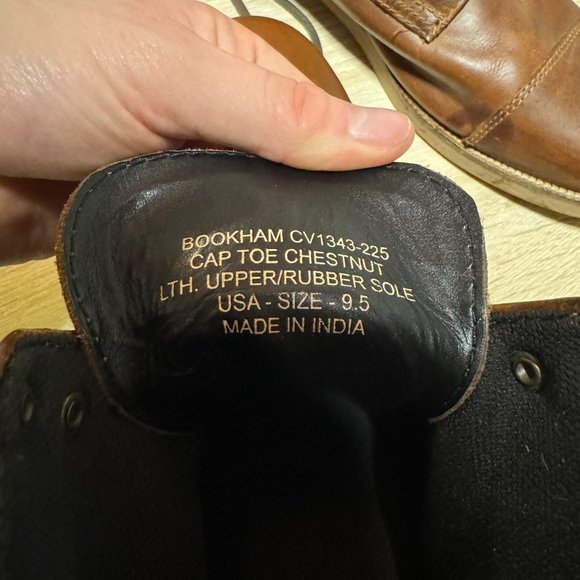 BOOKHAM CV1343-225
CAP TOE CHESTNUT
LTH. UPPER/RUBBER SOLE
USA - SIZE - 9.5
MADE IN INDIA